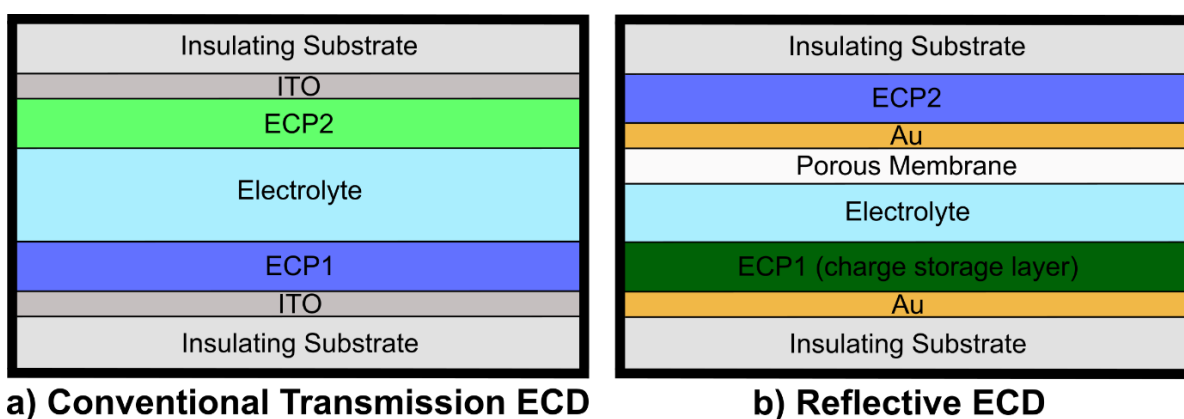 Insulating Substrate
ITO
ECP2
Electrolyte
ECP1
ITO
Insulating Substrate
a) Conventional Transmission ECD
Insulating Substrate
ECP2
Au
Porous Membrane
Electrolyte
ECP1 (charge storage layer)
Au
Insulating Substrate
b) Reflective ECD